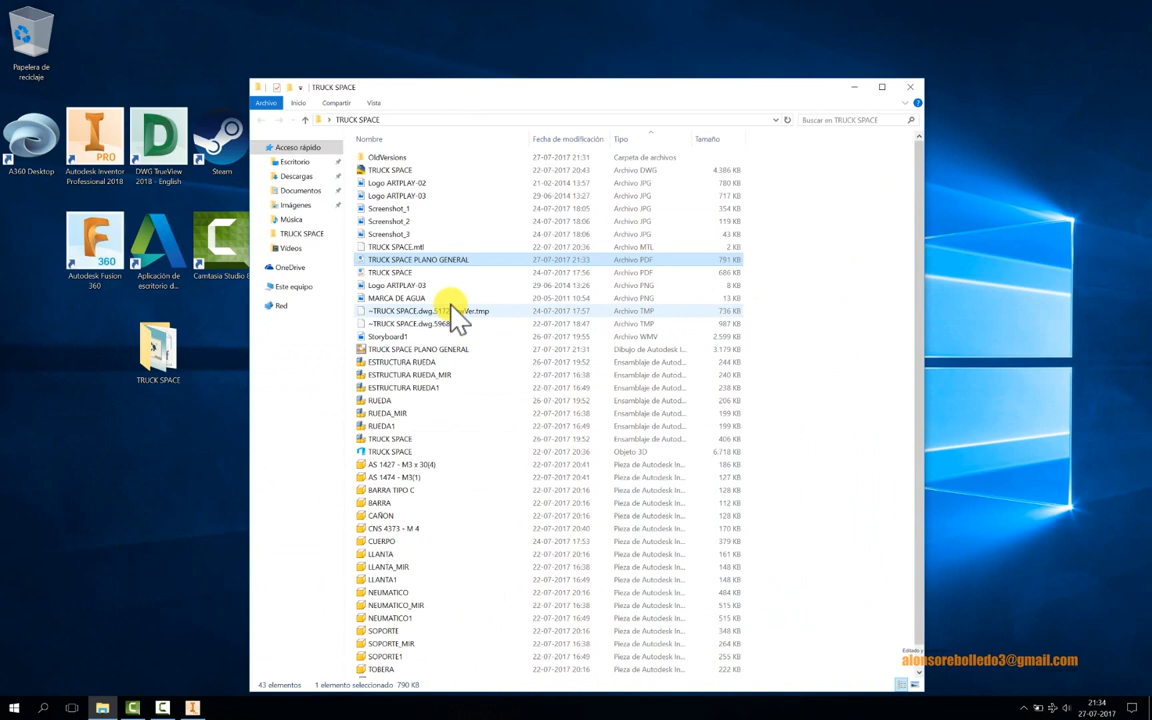 Papelera de
reciclaje
A360 Desktop
Autodesk Inventor
Professional 2018
DWG TrueView
2018 - English
Steam
Autodesk Fusion
360
Aplicación de
escritorio d...
Camtasia Studio 8
TRUCK SPACE
TRUCK SPACE
Archivo Inicio Compartir Vista
TRUCK SPACE
Buscar en TRUCK SPACE
Acceso rápido
Escritorio
Descargas
Documentos
Imágenes
Música
TRUCK SPACE
Vídeos
OneDrive
Este equipo
Red
Nombre Fecha de modificación Tipo Tamaño
OldVersions 27-07-2017 21:31 Carpeta de archivos
TRUCK SPACE 22-07-2017 20:43 Archivo DWG 4.386 KB
Logo ARTPLAY-02 21-02-2014 13:57 Archivo JPG 780 KB
Logo ARTPLAY-03 29-06-2014 13:27 Archivo JPG 717 KB
Screenshot_1 24-07-2017 18:05 Archivo JPG 354 KB
Screenshot_2 24-07-2017 18:06 Archivo JPG 119 KB
Screenshot_3 24-07-2017 18:06 Archivo JPG 43 KB
TRUCK SPACE.mtl 22-07-2017 20:36 Archivo MTL 2 KB
TRUCK SPACE PLANO GENERAL 27-07-2017 21:33 Archivo PDF 791 KB
TRUCK SPACE 24-07-2017 17:56 Archivo PDF 686 KB
Logo ARTPLAY-03 29-06-2014 13:26 Archivo PNG 8 KB
MARCA DE AGUA 20-05-2011 10:54 Archivo PNG 13 KB
~TRUCK SPACE.dwg.5172 24-07-2017 17:57 Archivo TMP 736 KB
~TRUCK SPACE.dwg.5968 22-07-2017 18:47 Archivo TMP 987 KB
Storyboard1 26-07-2017 19:55 Archivo WMV 2.599 KB
TRUCK SPACE PLANO GENERAL 27-07-2017 21:31 Dibujo de Autodesk I... 3.179 KB
ESTRUCTURA RUEDA 26-07-2017 19:52 Ensamblaje de Autod... 244 KB
ESTRUCTURA RUEDA_MIR 22-07-2017 16:38 Ensamblaje de Autod... 240 KB
ESTRUCTURA RUEDA1 22-07-2017 16:49 Ensamblaje de Autod... 238 KB
RUEDA 26-07-2017 19:52 Ensamblaje de Autod... 206 KB
RUEDA_MIR 22-07-2017 16:38 Ensamblaje de Autod... 199 KB
RUEDA1 22-07-2017 16:49 Ensamblaje de Autod... 199 KB
TRUCK SPACE 26-07-2017 19:52 Ensamblaje de Autod... 406 KB
TRUCK SPACE 22-07-2017 20:36 Objeto 3D 6.718 KB
AS 1427 - M3 x 30(4) 22-07-2017 20:41 Pieza de Autodesk In... 186 KB
AS 1474 - M3(1) 22-07-2017 20:41 Pieza de Autodesk In... 127 KB
BARRA TIPO C 22-07-2017 20:16 Pieza de Autodesk In... 128 KB
BARRA 22-07-2017 20:16 Pieza de Autodesk In... 128 KB
CAÑON 22-07-2017 20:16 Pieza de Autodesk In... 128 KB
CNS 4373 - M 4 22-07-2017 20:40 Pieza de Autodesk In... 163 KB
CUERPO 24-07-2017 17:53 Pieza de Autodesk In... 379 KB
LLANTA 22-07-2017 20:16 Pieza de Autodesk In... 161 KB
LLANTA_MIR 22-07-2017 16:38 Pieza de Autodesk In... 148 KB
LLANTA1 22-07-2017 16:49 Pieza de Autodesk In... 148 KB
NEUMATICO 22-07-2017 20:16 Pieza de Autodesk In... 484 KB
NEUMATICO_MIR 22-07-2017 16:38 Pieza de Autodesk In... 515 KB
NEUMATICO1 22-07-2017 16:49 Pieza de Autodesk In... 515 KB
SOPORTE 22-07-2017 20:16 Pieza de Autodesk In... 348 KB
SOPORTE_MIR 22-07-2017 16:38 Pieza de Autodesk In... 264 KB
SOPORTE1 22-07-2017 16:49 Pieza de Autodesk In... 255 KB
TOBERA 22-07-2017 20:16 Pieza de Autodesk In... 222 KB
43 elementos 1 elemento seleccionado 790 KB
alonsorebolledo3@gmail.com
21:34
27-07-2017